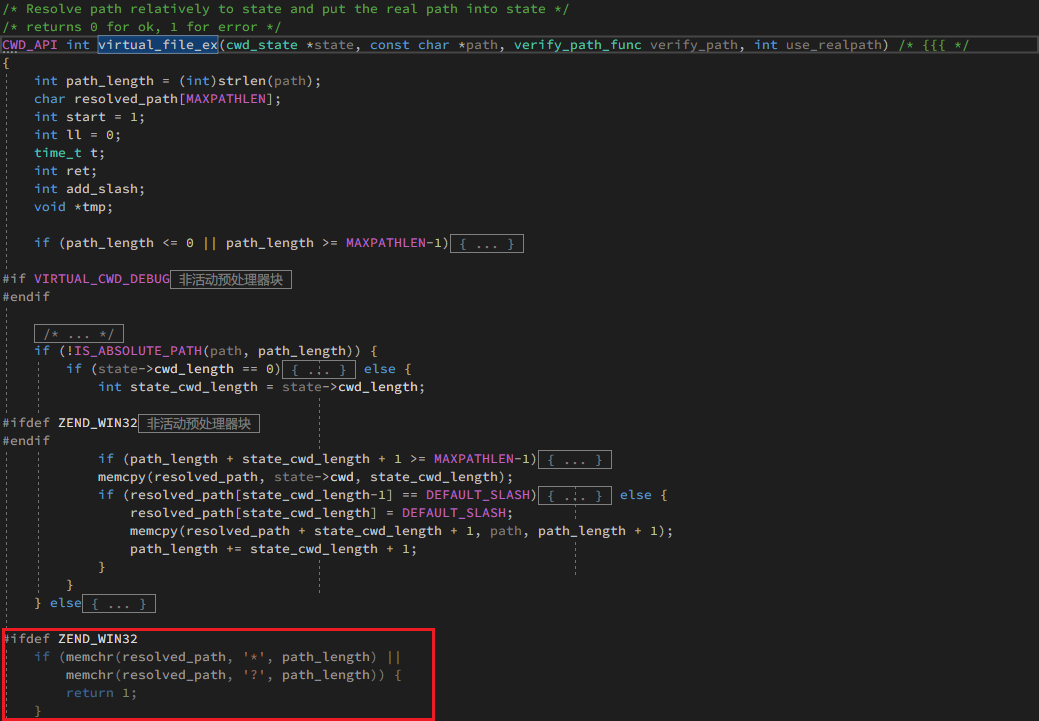 /* Resolve path relatively to state and put the real path into state */
/* returns 0 for ok, 1 for error */
CWD_API int virtual_file_ex(cwd_state *state, const char *path, verify_path_func verify_path, int use_realpath) /* {{{ */
{
    int path_length = (int)strlen(path);
    char resolved_path[MAXPATHLEN];
    int start = 1;
    int ll = 0;
    time_t t;
    int ret;
    int add_slash;
    void *tmp;

    if (path_length <= 0 || path_length >= MAXPATHLEN-1){ ... }

#if VIRTUAL_CWD_DEBUG 非活动预处理器块
#endif

    /* ... */
    if (!IS_ABSOLUTE_PATH(path, path_length)) {
        if (state->cwd_length == 0){ ... } else {
            int state_cwd_length = state->cwd_length;

#ifdef ZEND_WIN32 非活动预处理器块
#endif
            if (path_length + state_cwd_length + 1 >= MAXPATHLEN-1){ ... }
            memcpy(resolved_path, state->cwd, state_cwd_length);
            if (resolved_path[state_cwd_length-1] == DEFAULT_SLASH){ ... } else {
                resolved_path[state_cwd_length] = DEFAULT_SLASH;
                memcpy(resolved_path + state_cwd_length + 1, path, path_length + 1);
                path_length += state_cwd_length + 1;
            }
        }
    } else{ ... }

#ifdef ZEND_WIN32
    if (memchr(resolved_path, '*', path_length) ||
        memchr(resolved_path, '?', path_length)) {
        return 1;
    }